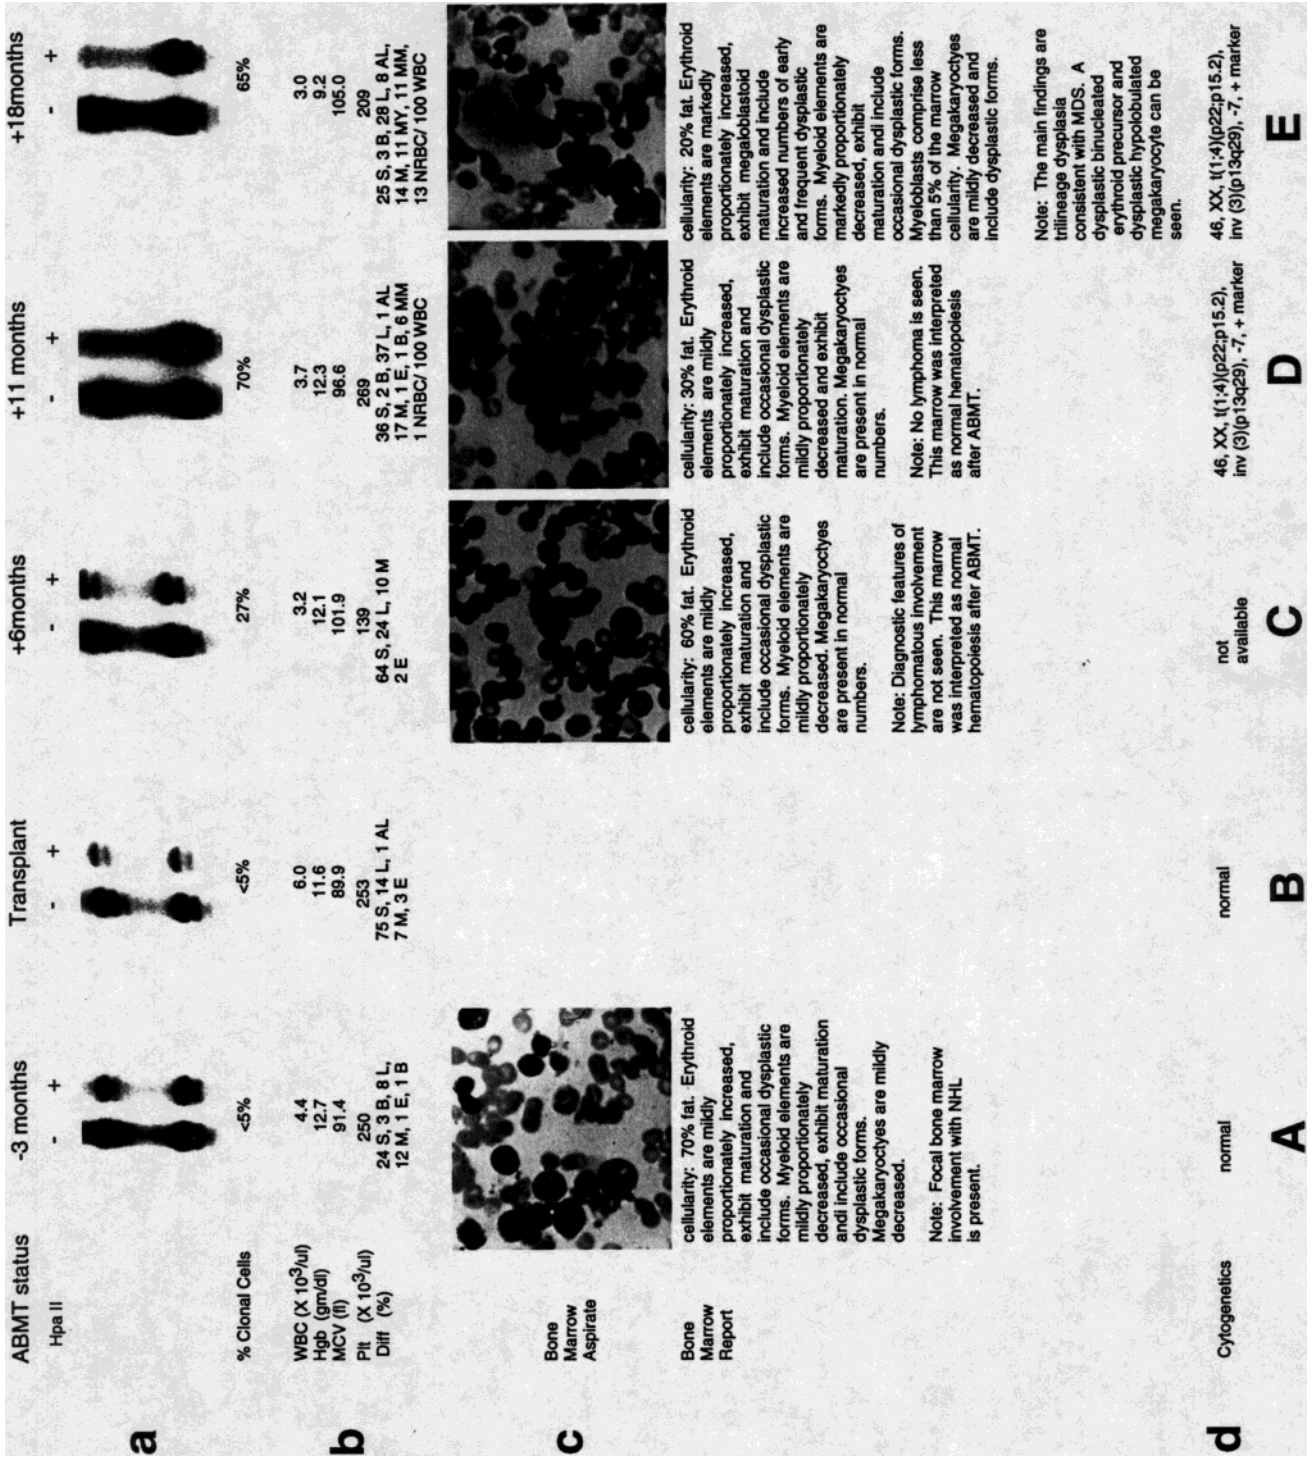 ABMT status
-3 months
Transplant
+6months
+11 months
+18months
Hpa II
- +
- +
- +
- +
- +
a
% Clonal Cells
<5%
<5%
27%
70%
65%
b
WBC (X 10³/ul)
Hgb (gm/dl)
MCV (fl)
Plt (X 10³/ul)
Diff (%)
4.4
12.7
91.4
250
24 S, 3 B, 8 L,
12 M, 1 E, 1 B
6.0
11.6
89.9
253
75 S, 14 L, 1 AL
7 M, 3 E
3.2
12.1
101.9
139
64 S, 24 L, 10 M
2 E
3.7
12.3
96.6
269
36 S, 2 B, 37 L, 1 AL
17 M, 1 E, 1 B, 6 MM
1 NRBC/ 100 WBC
3.0
9.2
105.0
209
25 S, 3 B, 28 L, 8 AL,
14 M, 11 MY, 11 MM,
13 NRBC/ 100 WBC
c
Bone
Marrow
Aspirate
Bone
Marrow
Report
cellularity: 70% fat. Erythroid
elements are mildly
proportionately increased,
exhibit maturation and
include occasional dysplastic
forms. Myeloid elements are
mildly proportionately
decreased, exhibit maturation
andi include occasional
dysplastic forms.
Megakaryocytes are mildly
decreased.
Note: Focal bone marrow
involvement with NHL
is present.
cellularity: 60% fat. Erythroid
elements are mildly
proportionately increased,
exhibit maturation and
include occasional dysplastic
forms. Myeloid elements are
mildly proportionately
decreased. Megakaryoctyes
are present in normal
numbers.
Note: Diagnostic features of
lymphomatous involvement
are not seen. This marrow
was interpreted as normal
hematopoiesis after ABMT.
cellularity: 30% fat. Erythroid
elements are mildly
proportionately increased,
exhibit maturation and
include occasional dysplastic
forms. Myeloid elements are
mildly proportionately
decreased and exhibit
maturation. Megakaryoctyes
are present in normal
numbers.
Note: No lymphoma is seen.
This marrow was interpreted
as normal hematopoiesis
after ABMT.
cellularity: 20% fat. Erythroid
elements are markedly
proportionately increased,
exhibit megaloblastoid
maturation and include
increased numbers of early
and frequent dysplastic
forms. Myeloid elements are
markedly proportionately
decreased, exhibit
maturation andi include
occasional dysplastic forms.
Myeloblasts comprise less
than 5% of the marrow
cellularity. Megakaryocytes
are mildly decreased and
include dysplastic forms.
Note: The main findings are
trilineage dysplasia
consistent with MDS. A
dysplastic binucleated
erythroid precursor and
dysplastic hypolobulated
megakaryocyte can be
seen.
d
Cytogenetics
normal
normal
not
available
46, XX, t(1;4)(p22;p15.2),
inv (3)(p13q29), -7, + marker
46, XX, t(1;4)(p22;p15.2),
inv (3)(p13q29), -7, + marker
A
B
C
D
E